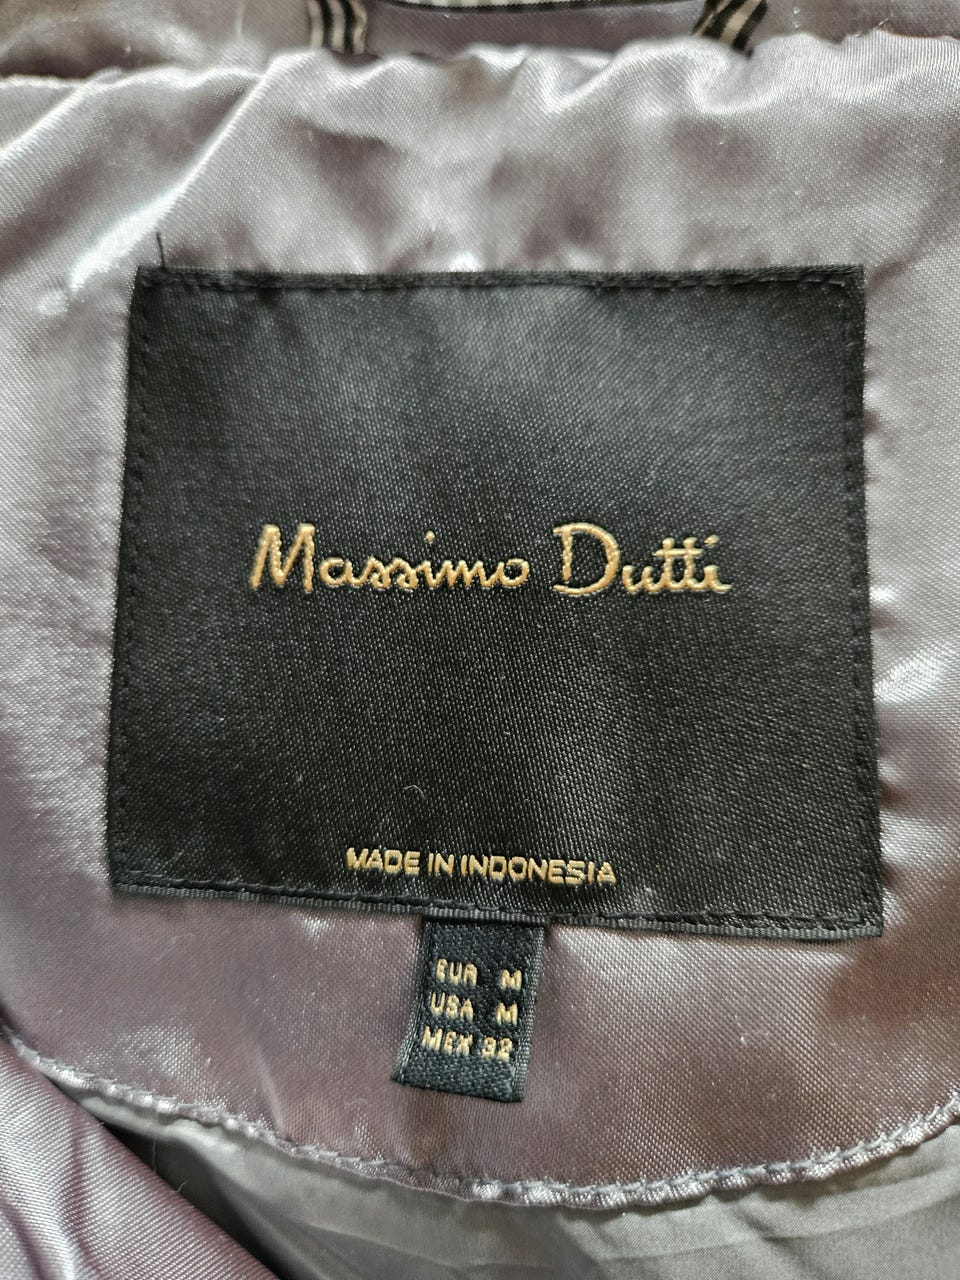 Massimo Dutti
MADE IN INDONESIA
EUR M
USA M
MEX 32